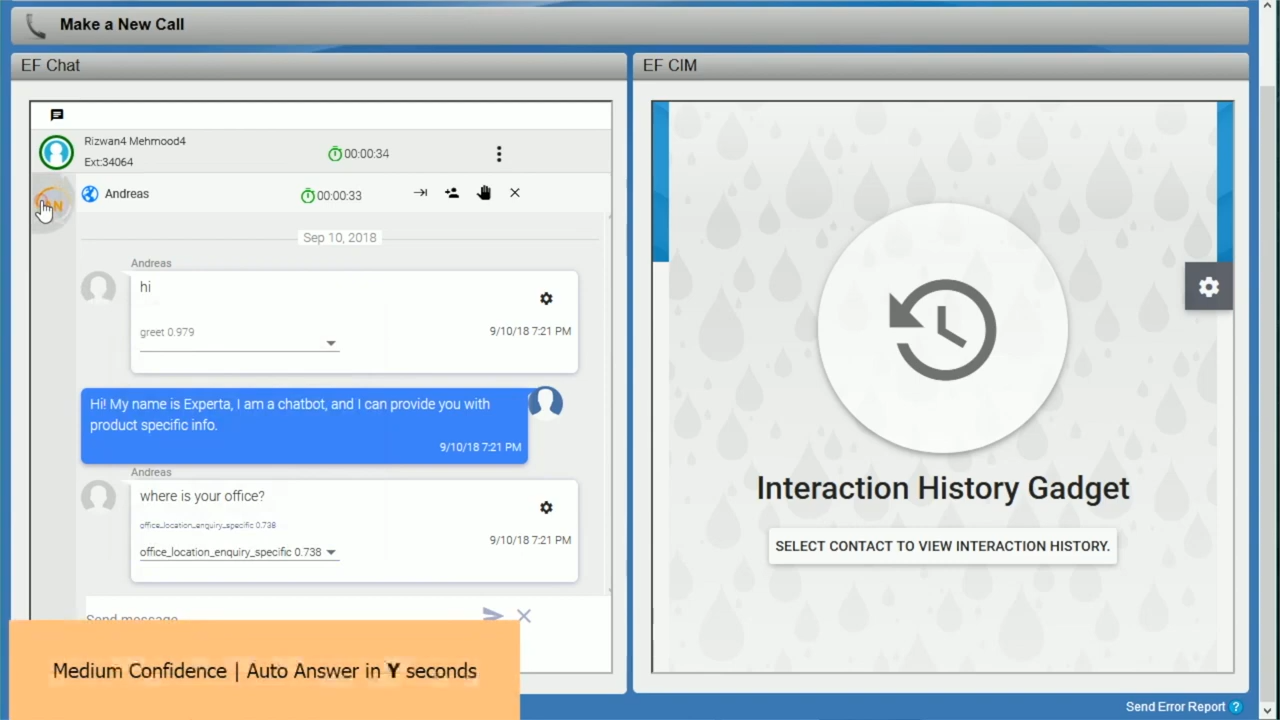 Make a New Call
EF Chat
EF CIM
Rizwan4 Mehmood4
Ext:34064
00:00:34
AN
Andreas
00:00:33
Sep 10, 2018
Andreas
hi
greet 0.979
9/10/18 7:21 PM
Hi! My name is Experta, I am a chatbot, and I can provide you with
product specific info.
9/10/18 7:21 PM
Andreas
where is your office?
office_location_enquiry_specific 0.738
9/10/18 7:21 PM
office_location_enquiry_specific 0.738
Send message
Interaction History Gadget
SELECT CONTACT TO VIEW INTERACTION HISTORY.
Medium Confidence | Auto Answer in Y seconds
Send Error Report ?